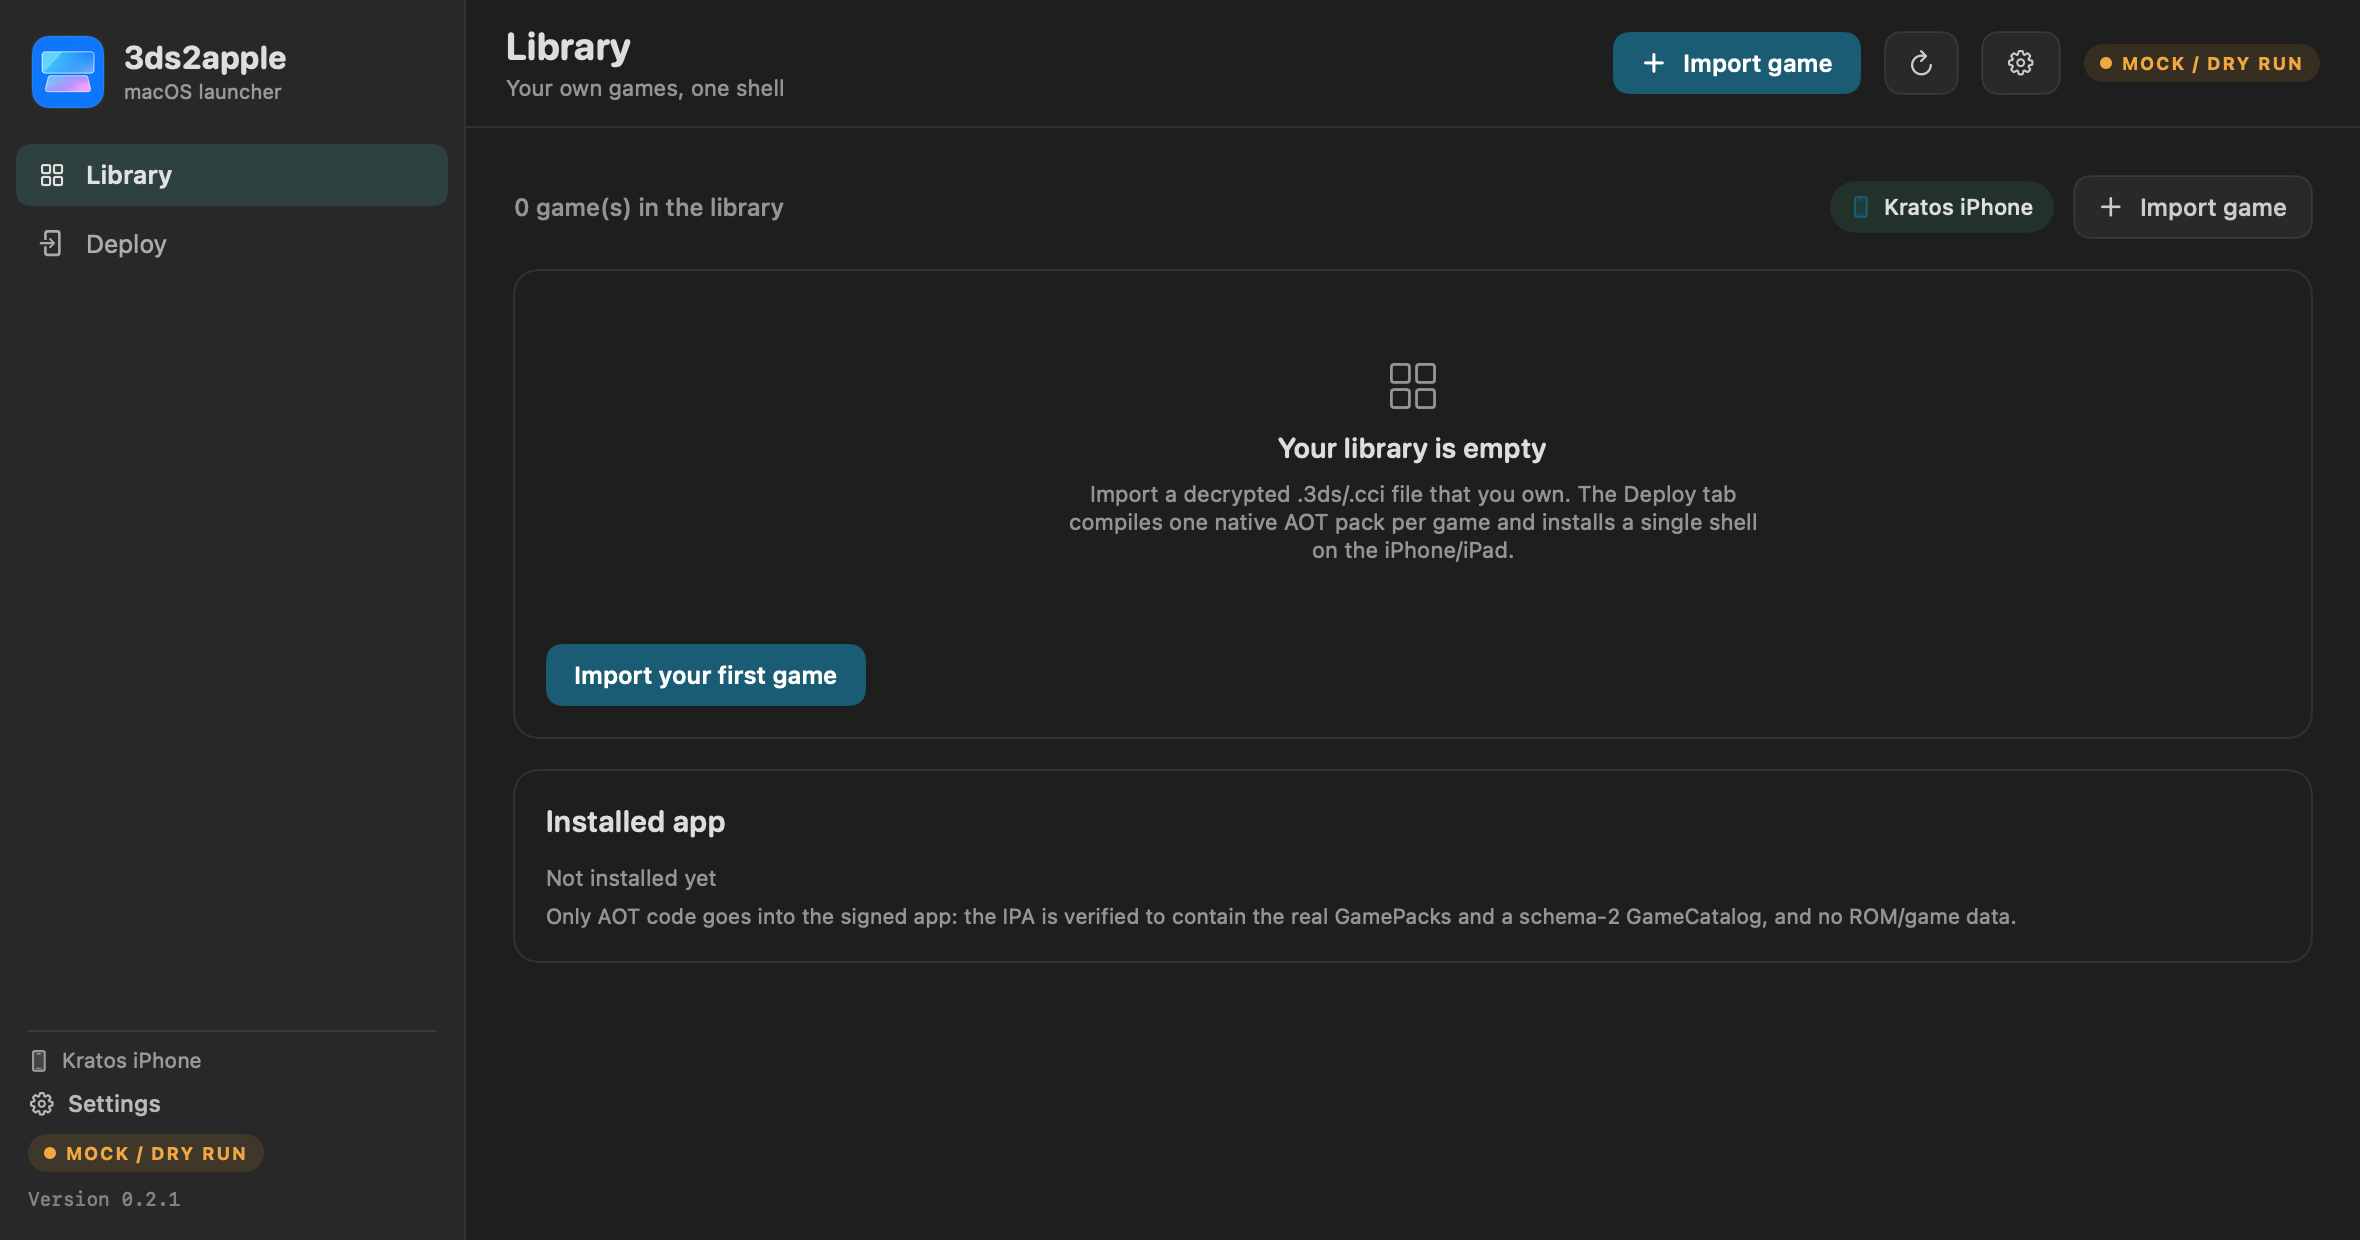 3ds2apple
macOS launcher
Library
Deploy
Kratos iPhone
Settings
MOCK / DRY RUN
Version 0.2.1
Library
Your own games, one shell
Import game
MOCK / DRY RUN
0 game(s) in the library
Kratos iPhone
Import game
Your library is empty
Import a decrypted .3ds/.cci file that you own. The Deploy tab
compiles one native AOT pack per game and installs a single shell
on the iPhone/iPad.
Import your first game
Installed app
Not installed yet
Only AOT code goes into the signed app: the IPA is verified to contain the real GamePacks and a schema-2 GameCatalog, and no ROM/game data.